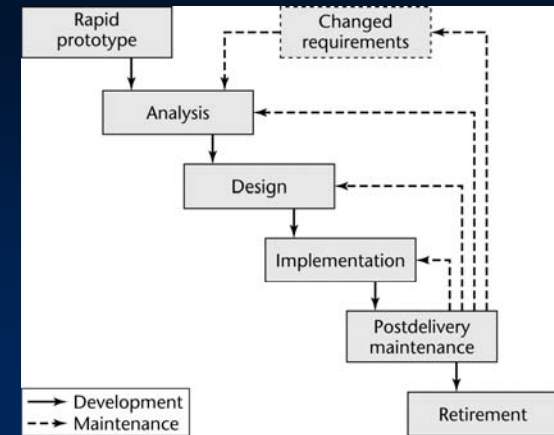 Rapid
prototype
Changed
requirements
Analysis
Design
Implementation
Postdelivery
maintenance
Development
Maintenance
Retirement